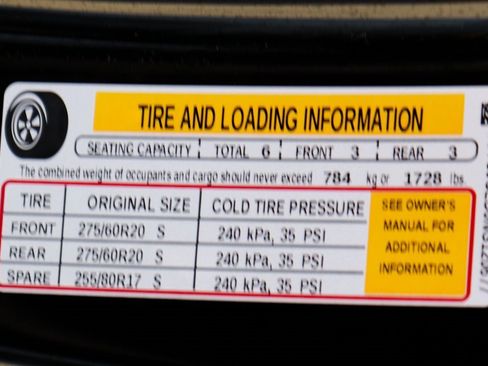 TIRE AND LOADING INFORMATION
SEATING CAPACITY TOTAL 6 FRONT 3 REAR 3
The combined weight of occupants and cargo should never exceed 784 kg or 1728 lbs.
TIRE ORIGINAL SIZE COLD TIRE PRESSURE
FRONT 275/60R20 S 240 kPa, 35 PSI
REAR 275/60R20 S 240 kPa, 35 PSI
SPARE 255/80R17 S 240 kPa, 35 PSI
SEE OWNER'S
MANUAL FOR
ADDITIONAL
INFORMATION